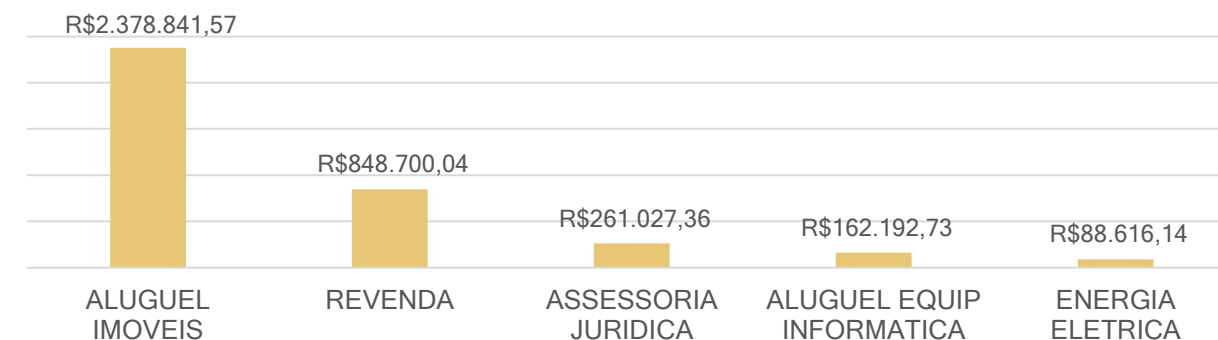 R$2.378.841,57
R$848.700,04
R$261.027,36
R$162.192,73
R$88.616,14
ALUGUEL
IMOVEIS
REVENDA
ASSESSORIA
JURIDICA
ALUGUEL EQUIP
INFORMATICA
ENERGIA
ELETRICA